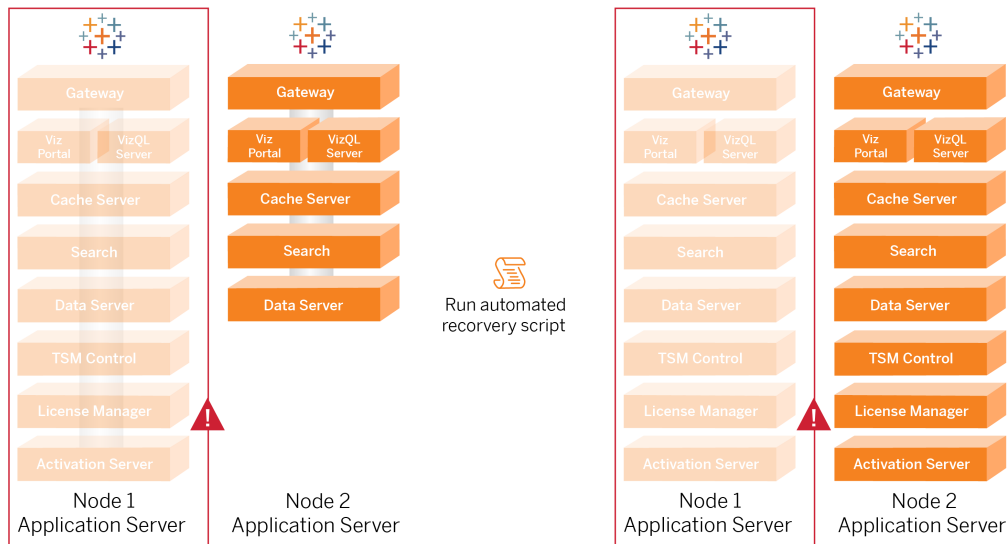 Gateway
Viz
Portal
VizQL
Server
Cache Server
Search
Data Server
TSM Control
License Manager
!
Activation Server
Node 1
Application Server
Gateway
Viz
Portal
VizQL
Server
Cache Server
Search
Data Server
Node 2
Application Server
Run automated
recovery script
Gateway
Viz
Portal
VizQL
Server
Cache Server
Search
Data Server
TSM Control
License Manager
!
Activation Server
Node 1
Application Server
Gateway
Viz
Portal
VizQL
Server
Cache Server
Search
Data Server
TSM Control
License Manager
Activation Server
Node 2
Application Server